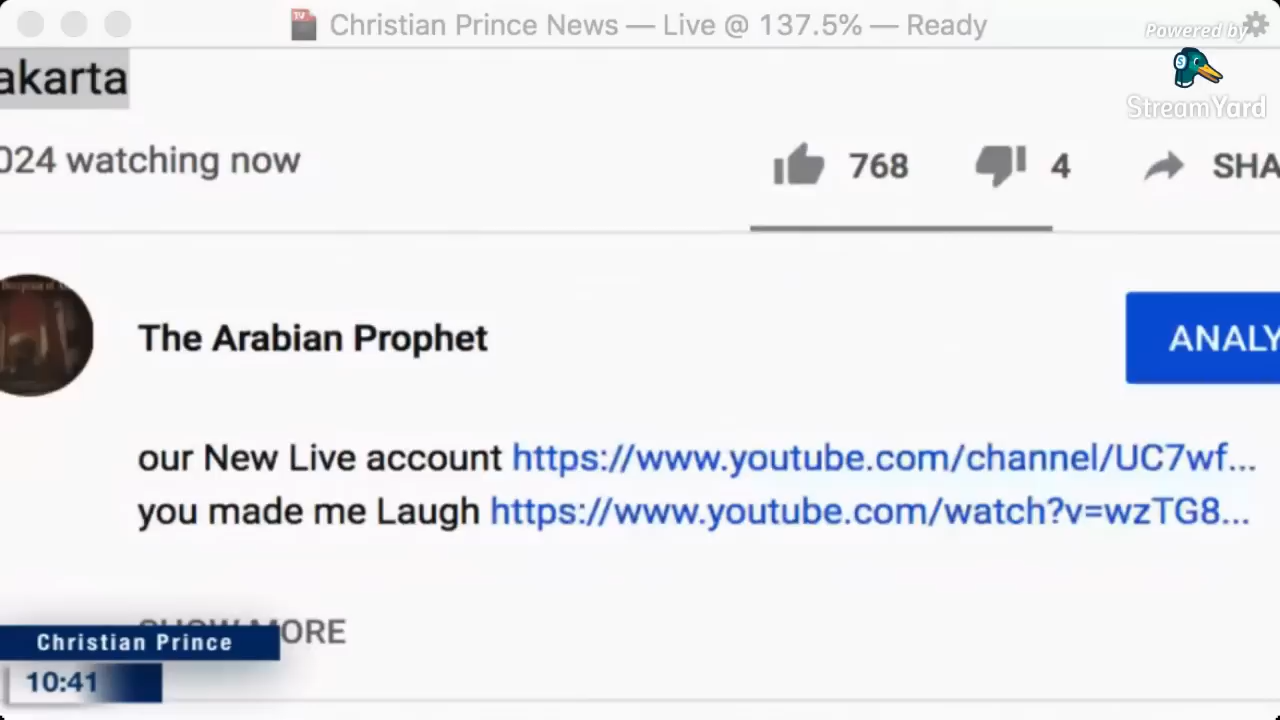 Christian Prince News — Live @ 137.5% — Ready
Powered by
StreamYard
akarta
024 watching now
768
4
SHA
The Arabian Prophet
ANALY
our New Live account https://www.youtube.com/channel/UC7wf...
you made me Laugh https://www.youtube.com/watch?v=wzTG8...
SHOW MORE
Christian Prince
10:41